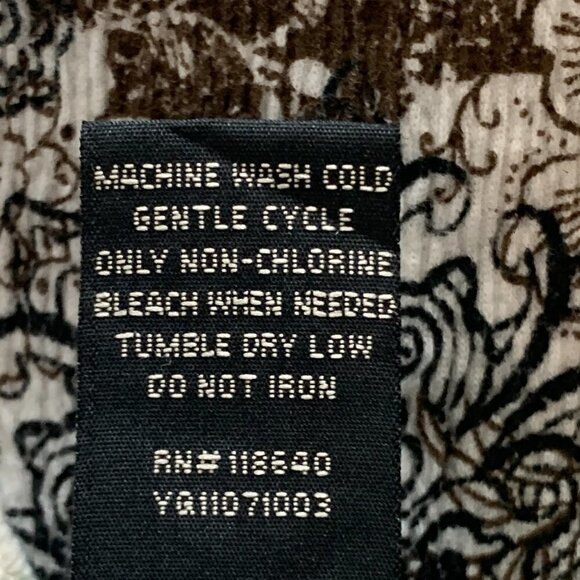 MACHINE WASH COLD
GENTLE CYCLE
ONLY NON-CHLORINE
BLEACH WHEN NEEDED
TUMBLE DRY LOW
DO NOT IRON
RN# 118640
YQ11071003